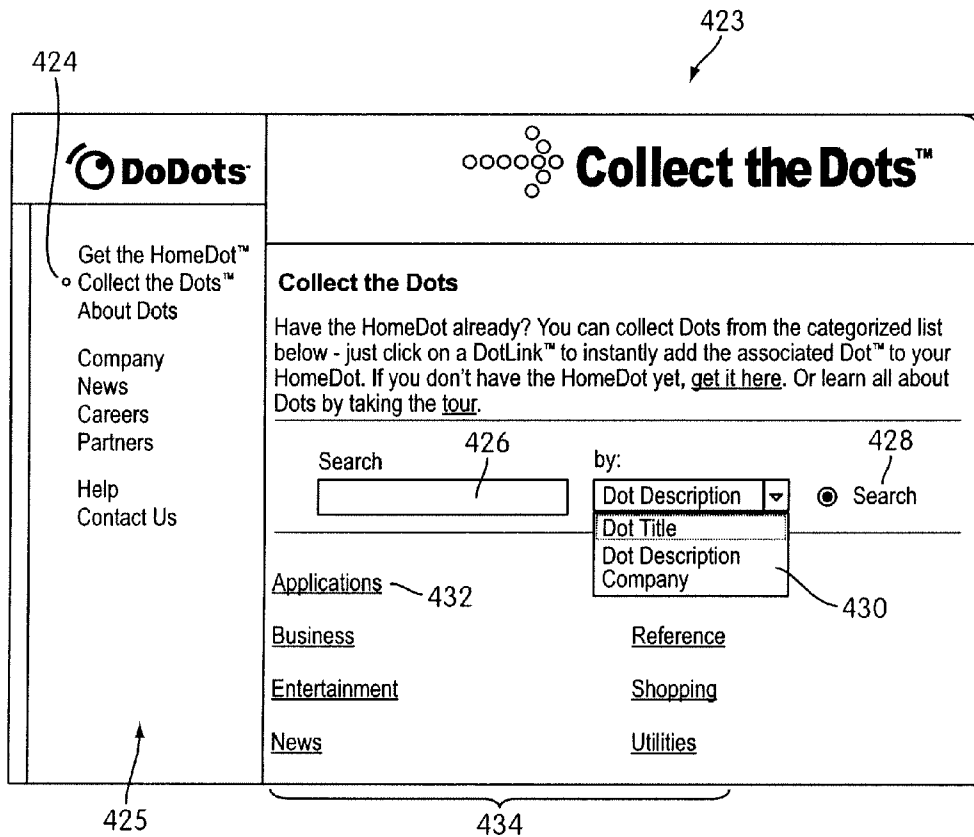 423
424
DoDots™
Collect the Dots™
Get the HomeDot™
Collect the Dots™
About Dots
Company
News
Careers
Partners
Help
Contact Us
Collect the Dots
Have the HomeDot already? You can collect Dots from the categorized list
below - just click on a DotLink™ to instantly add the associated Dot™ to your
HomeDot. If you don't have the HomeDot yet, get it here. Or learn all about
Dots by taking the tour.
Search
426
by:
428
Dot Description
Search
Dot Title
Dot Description
Company
430
Applications
432
Business
Reference
Entertainment
Shopping
News
Utilities
425
434